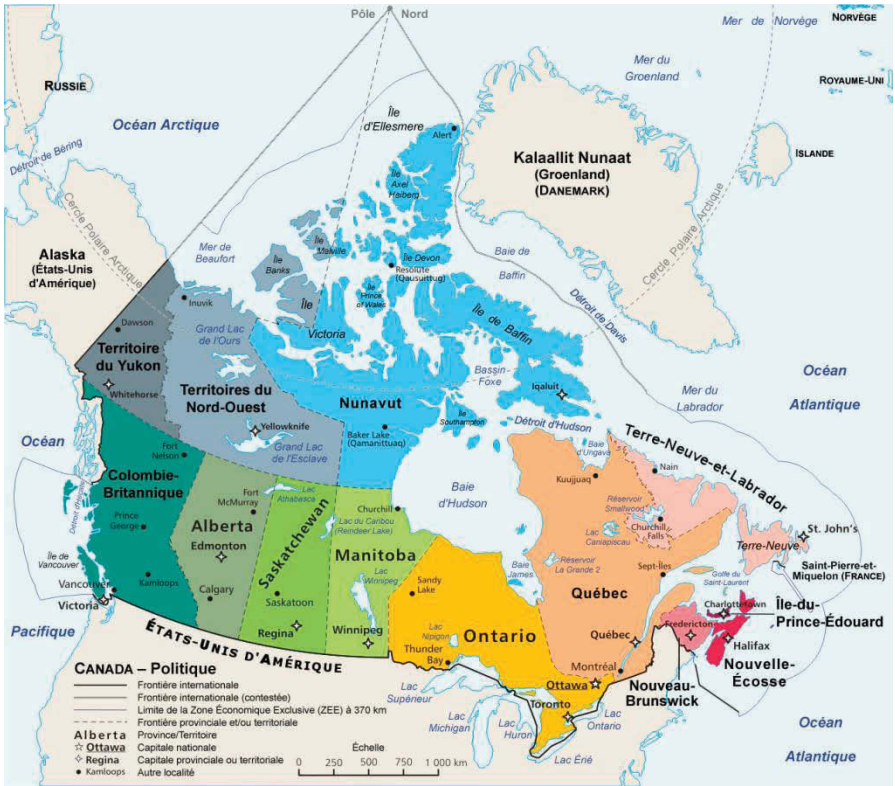 Pôle Nord
Mer de Norvège
NORVÈGE
Mer du
Groenland
ROYAUME-UNI
RUSSIE
Océan Arctique
Île
d'Ellesmere
Alert
Kalaallit Nunaat
(Groenland)
(DANEMARK)
ISLANDE
Détroit de Béring
Cercle Polaire Arctique
Île
Axel
Haiberg
Cercle Polaire Arctique
Alaska
(États-Unis
d'Amérique)
Mer de
Beaufort
Île
Banks
Île
Melville
Île Devon
Resolute
(Qausuittuq)
Baie de
Baffin
Inuvik
Île
Victoria
Île
Prince
of Wales
Île de Baffin
Détroit de Davis
Dawson
Grand Lac
de l'Ours
Territoire
du Yukon
Whitehorse
Territoires du
Nord-Ouest
Yellowknife
Grand Lac
de l'Esclave
Nunavut
Baker Lake
(Qamanittuaq)
Bassin-
Foxe
Iqaluit
Île
Southampton
Détroit d'Hudson
Mer du
Labrador
Océan
Atlantique
Océan
Pacifique
Fort
Nelson
Colombie-
Britannique
Prince
George
Kamloops
Île de
Vancouver
Vancouver
Victoria
Fort
McMurray
Alberta
Edmonton
Calgary
Lac
Athabasca
Saskatchewan
Saskatoon
Regina
Churchill
Lac du Caribou
(Reindeer Lake)
Manitoba
Lac
Winnipeg
Winnipeg
Baie
d'Hudson
Baie
James
Baie
d'Ungava
Kuujjuaq
Terre-Neuve-et-Labrador
Nain
Réservoir
Smallwood
Churchill
Falls
Lac
Caniapiscau
Réservoir
La Grande 2
Sept-Îles
Terre-Neuve
St. John's
Saint-Pierre-et-
Miquelon (FRANCE)
Golfe du
Saint-Laurent
Québec
Québec
Montréal
Sandy
Lake
Ontario
Lac
Nipigon
Thunder
Bay
Ottawa
Toronto
Charlottetown
Île-du-
Prince-Édouard
Fredericton
Halifax
Nouvelle-
Écosse
Nouveau-
Brunswick
ÉTATS-UNIS D'AMÉRIQUE
Lac
Supérieur
Lac
Michigan
Lac
Huron
Lac
Ontario
Lac Érié
Océan
Atlantique
CANADA – Politique
Frontière internationale
Frontière internationale (contestée)
Limite de la Zone Économique Exclusive (ZEE) à 370 km
Frontière provinciale et/ou territoriale
Alberta Province/Territoire
Ottawa Capitale nationale
Regina Capitale provinciale ou territoriale
Kamloops Autre localité
Échelle
0 500 1 000 km